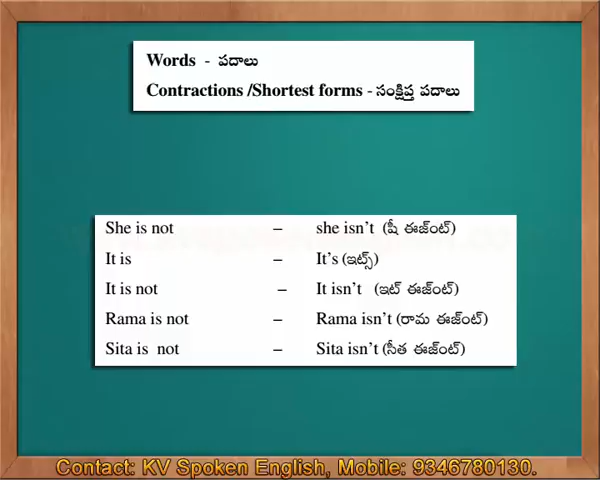 Words - పదాలు
Contractions /Shortest forms - సంక్షిప్త పదాలు
She is not – she isn't (షీ ఈజ్‌ంట్)
It is – It's (ఇట్స్)
It is not – It isn't (ఇట్ ఈజ్‌ంట్)
Rama is not – Rama isn't (రామ ఈజ్‌ంట్)
Sita is not – Sita isn't (సీత ఈజ్‌ంట్)
Contact: KV Spoken English, Mobile: 9346780130.